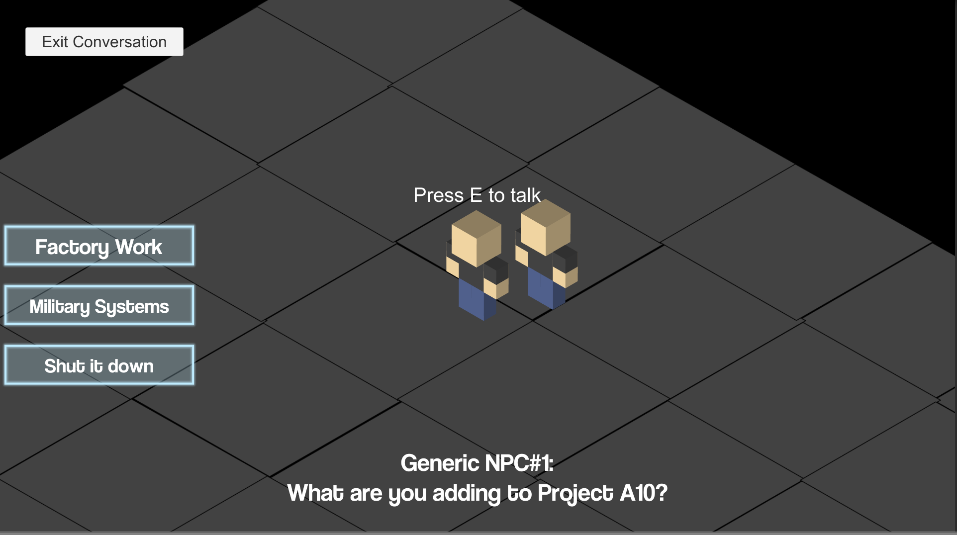 Exit Conversation
Press E to talk
Factory Work
Military Systems
Shut it down
Generic NPC#1:
What are you adding to Project A10?